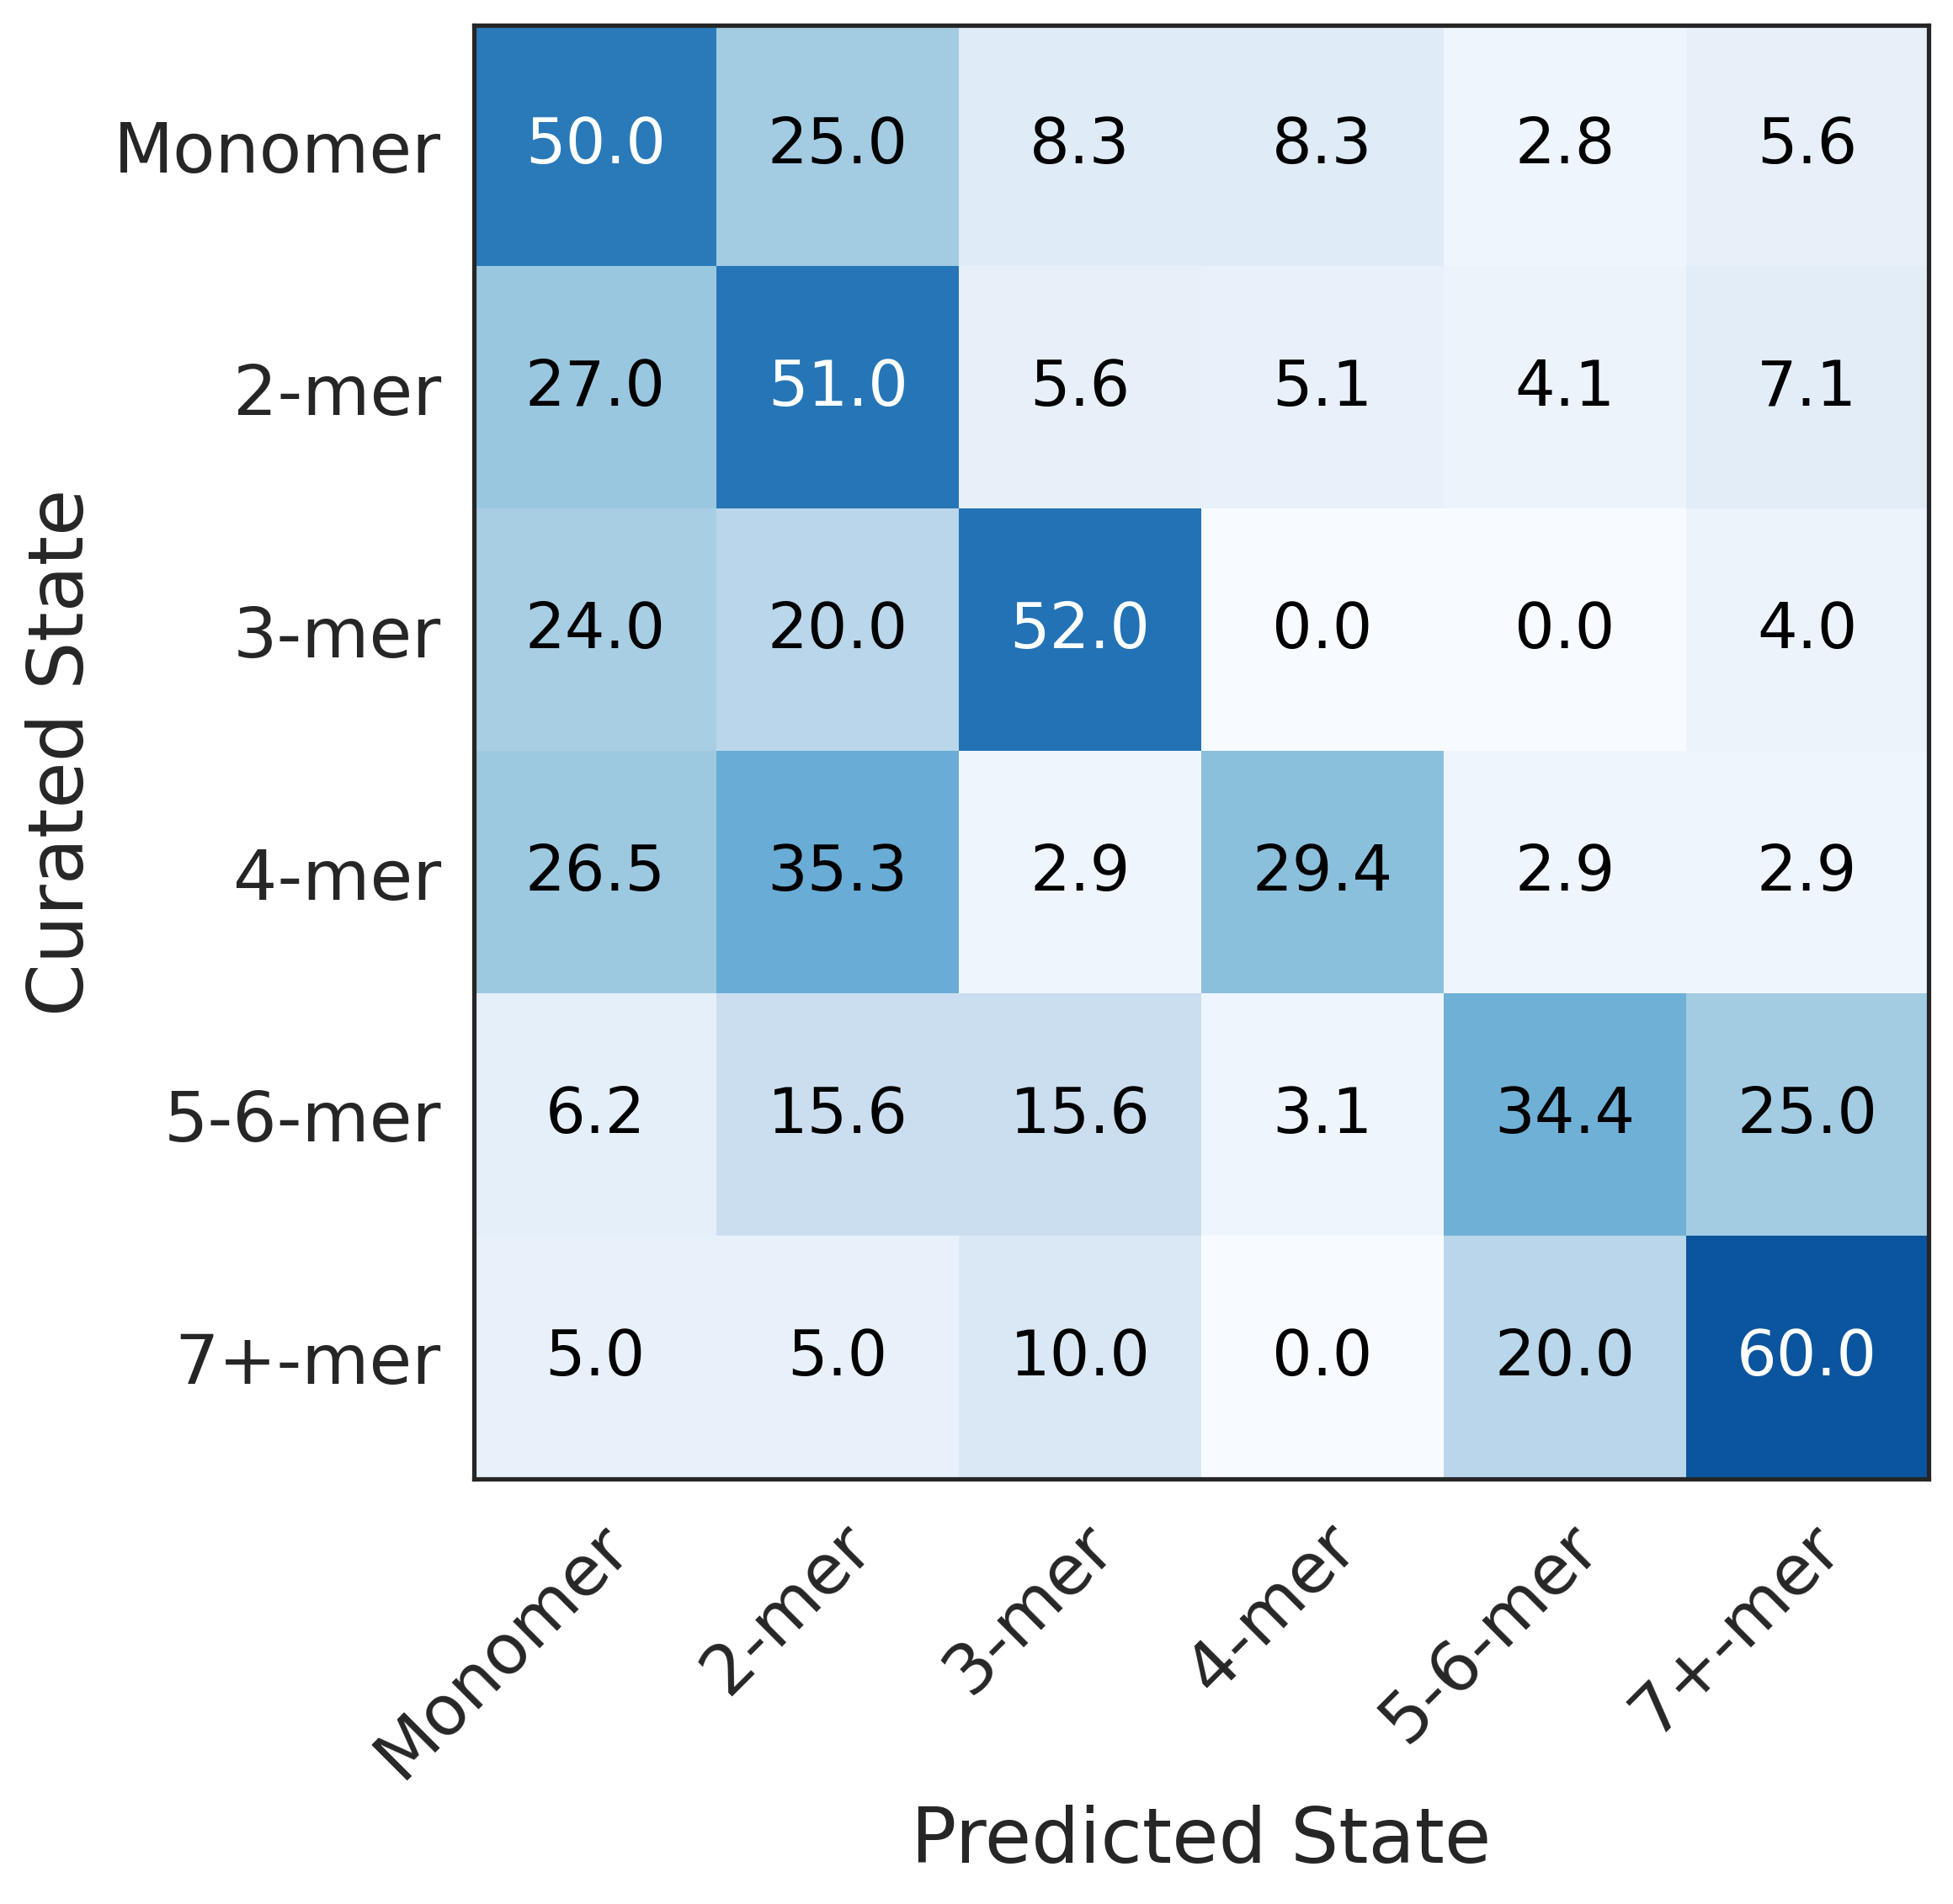 Curated State
Monomer 50.0 25.0 8.3 8.3 2.8 5.6
2-mer 27.0 51.0 5.6 5.1 4.1 7.1
3-mer 24.0 20.0 52.0 0.0 0.0 4.0
4-mer 26.5 35.3 2.9 29.4 2.9 2.9
5-6-mer 6.2 15.6 15.6 3.1 34.4 25.0
7+-mer 5.0 5.0 10.0 0.0 20.0 60.0
Monomer 2-mer 3-mer 4-mer 5-6-mer 7+-mer
Predicted State